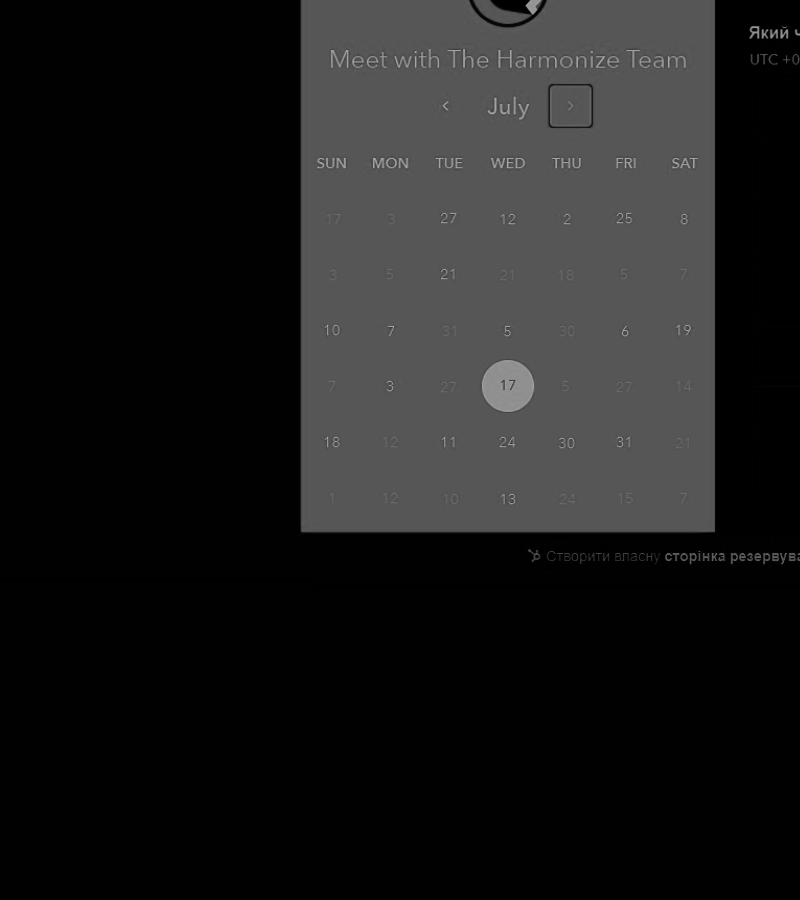 Meet with The Harmonize Team
July
SUN MON TUE WED THU FRI SAT
17 3 27 12 2 25 8
3 5 21 21 18 5 7
10 7 31 5 30 6 19
7 3 27 17 5 27 14
18 12 11 24 30 31 21
1 12 10 13 24 15 7
Який
UTC +0
Створити власну сторінка резервува